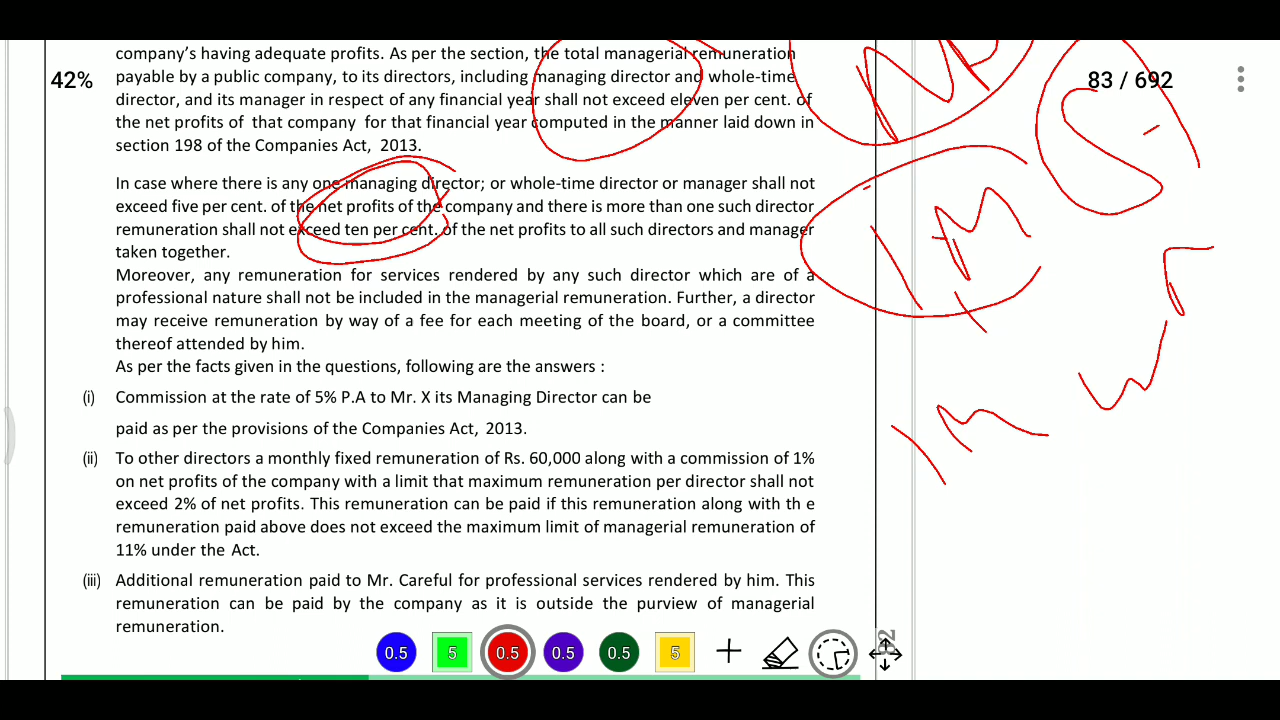 company's having adequate profits. As per the section, the total managerial remuneration
42%
payable by a public company, to its directors, including managing director and whole-time
83 / 692
director, and its manager in respect of any financial year shall not exceed eleven per cent. of
the net profits of that company for that financial year computed in the manner laid down in
section 198 of the Companies Act, 2013.
In case where there is any one managing director; or whole-time director or manager shall not
exceed five per cent. of the net profits of the company and there is more than one such director
remuneration shall not exceed ten per cent. of the net profits to all such directors and manager
taken together.
Moreover, any remuneration for services rendered by any such director which are of a
professional nature shall not be included in the managerial remuneration. Further, a director
may receive remuneration by way of a fee for each meeting of the board, or a committee
thereof attended by him.
As per the facts given in the questions, following are the answers :
(i) Commission at the rate of 5% P.A to Mr. X its Managing Director can be
paid as per the provisions of the Companies Act, 2013.
(ii) To other directors a monthly fixed remuneration of Rs. 60,000 along with a commission of 1%
on net profits of the company with a limit that maximum remuneration per director shall not
exceed 2% of net profits. This remuneration can be paid if this remuneration along with th e
remuneration paid above does not exceed the maximum limit of managerial remuneration of
11% under the Act.
(iii) Additional remuneration paid to Mr. Careful for professional services rendered by him. This
remuneration can be paid by the company as it is outside the purview of managerial
remuneration.
0.5 5 0.5 0.5 0.5 5